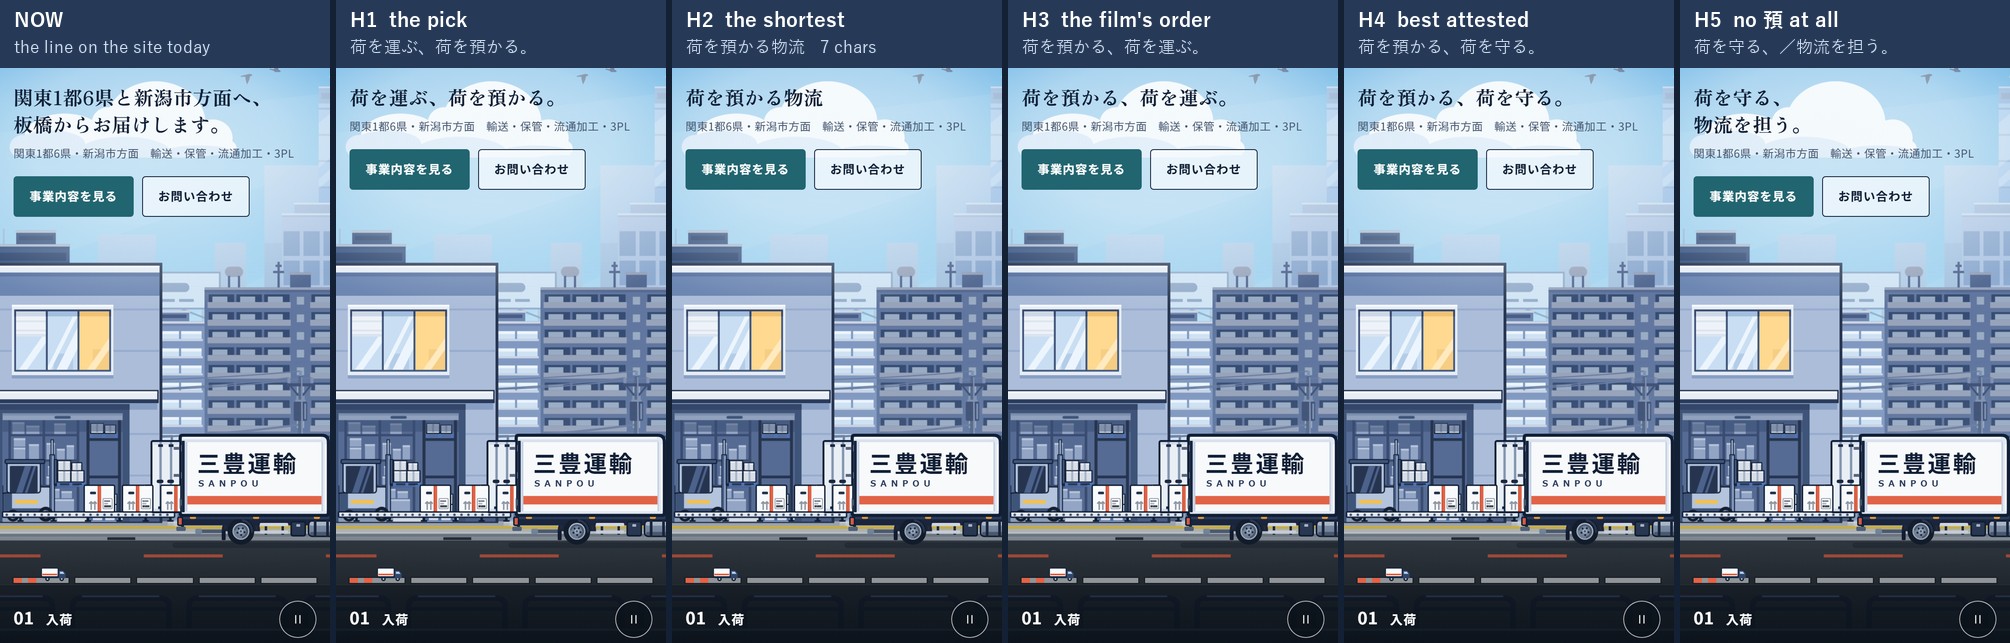 NOW
the line on the site today
関東1都6県と新潟市方面へ、
板橋からお届けします。
関東1都6県・新潟市方面　輸送・保管・流通加工・3PL
事業内容を見る
お問い合わせ
三豊運輸
SANPOU
01 入荷
H1 the pick
荷を運ぶ、荷を預かる。
荷を運ぶ、荷を預かる。
関東1都6県・新潟市方面　輸送・保管・流通加工・3PL
事業内容を見る
お問い合わせ
三豊運輸
SANPOU
01 入荷
H2 the shortest
荷を預かる物流　7 chars
荷を預かる物流
関東1都6県・新潟市方面　輸送・保管・流通加工・3PL
事業内容を見る
お問い合わせ
三豊運輸
SANPOU
01 入荷
H3 the film's order
荷を預かる、荷を運ぶ。
荷を預かる、荷を運ぶ。
関東1都6県・新潟市方面　輸送・保管・流通加工・3PL
事業内容を見る
お問い合わせ
三豊運輸
SANPOU
01 入荷
H4 best attested
荷を預かる、荷を守る。
荷を預かる、荷を守る。
関東1都6県・新潟市方面　輸送・保管・流通加工・3PL
事業内容を見る
お問い合わせ
三豊運輸
SANPOU
01 入荷
H5 no 預 at all
荷を守る、／物流を担う。
荷を守る、
物流を担う。
関東1都6県・新潟市方面　輸送・保管・流通加工・3PL
事業内容を見る
お問い合わせ
三豊運輸
SANPOU
01 入荷